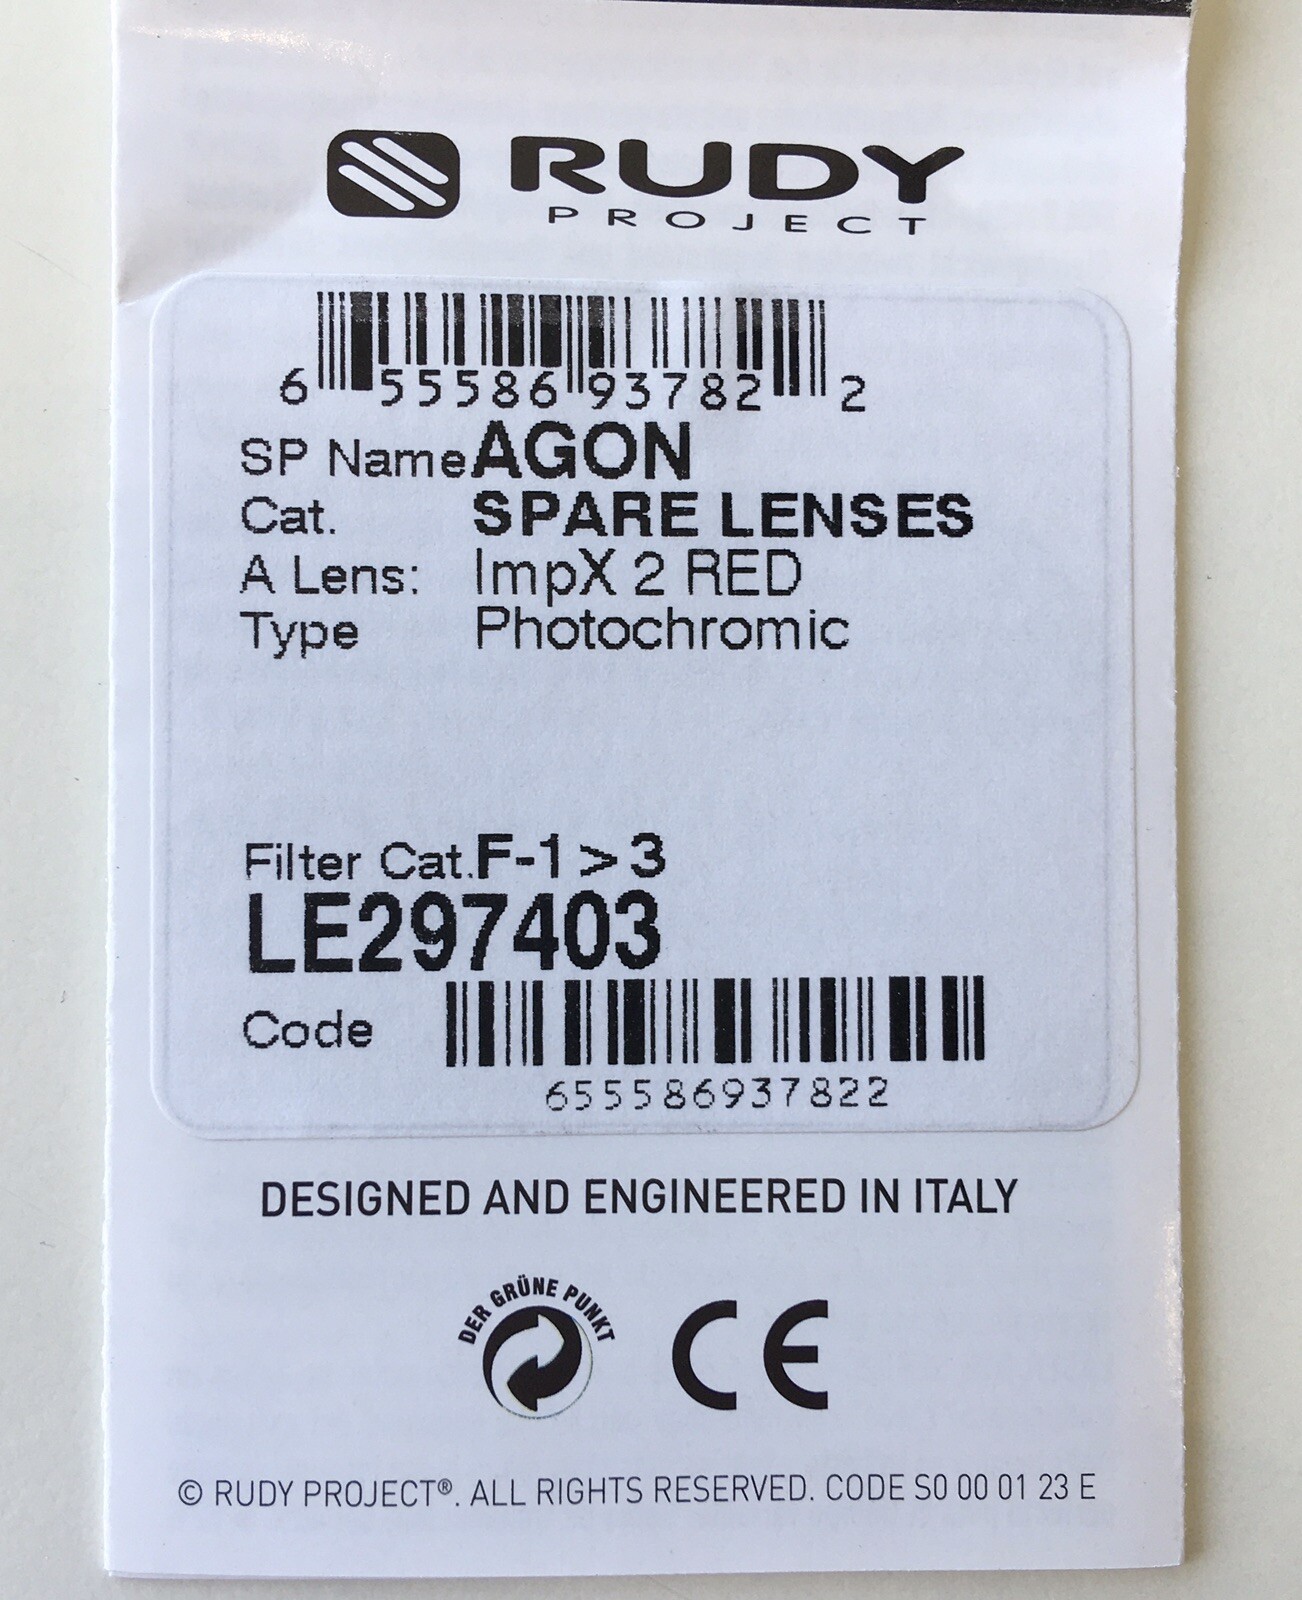 RUDY
PROJECT
6 55586 93782 2
SP Name AGON
Cat. SPARE LENSES
A Lens: ImpX 2 RED
Type Photochromic
Filter Cat. F-1 > 3
LE297403
Code
655586937822
DESIGNED AND ENGINEERED IN ITALY
DER GRÜNE PUNKT
CE
© RUDY PROJECT®. ALL RIGHTS RESERVED. CODE S0 00 01 23 E